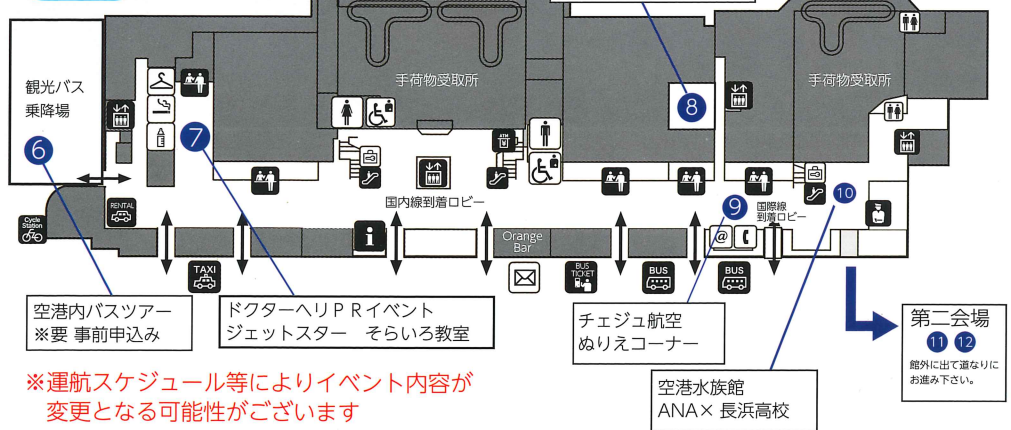 手荷物受取所
手荷物受取所
観光バス
乗降場
6
7
8
ATM
国内線到着ロビー
9
国際線
到着ロビー
10
Cycle
Station
RENTAL
i
Orange
Bar
@
TAXI
BUS
TICKET
BUS
BUS
空港内バスツアー
※要 事前申込み
ドクターヘリPRイベント
ジェットスター そらいろ教室
チェジュ航空
ぬりえコーナー
空港水族館
ANA×長浜高校
第二会場
11 12
館外に出て道なりに
お進み下さい。
※運航スケジュール等によりイベント内容が
変更となる可能性がございます